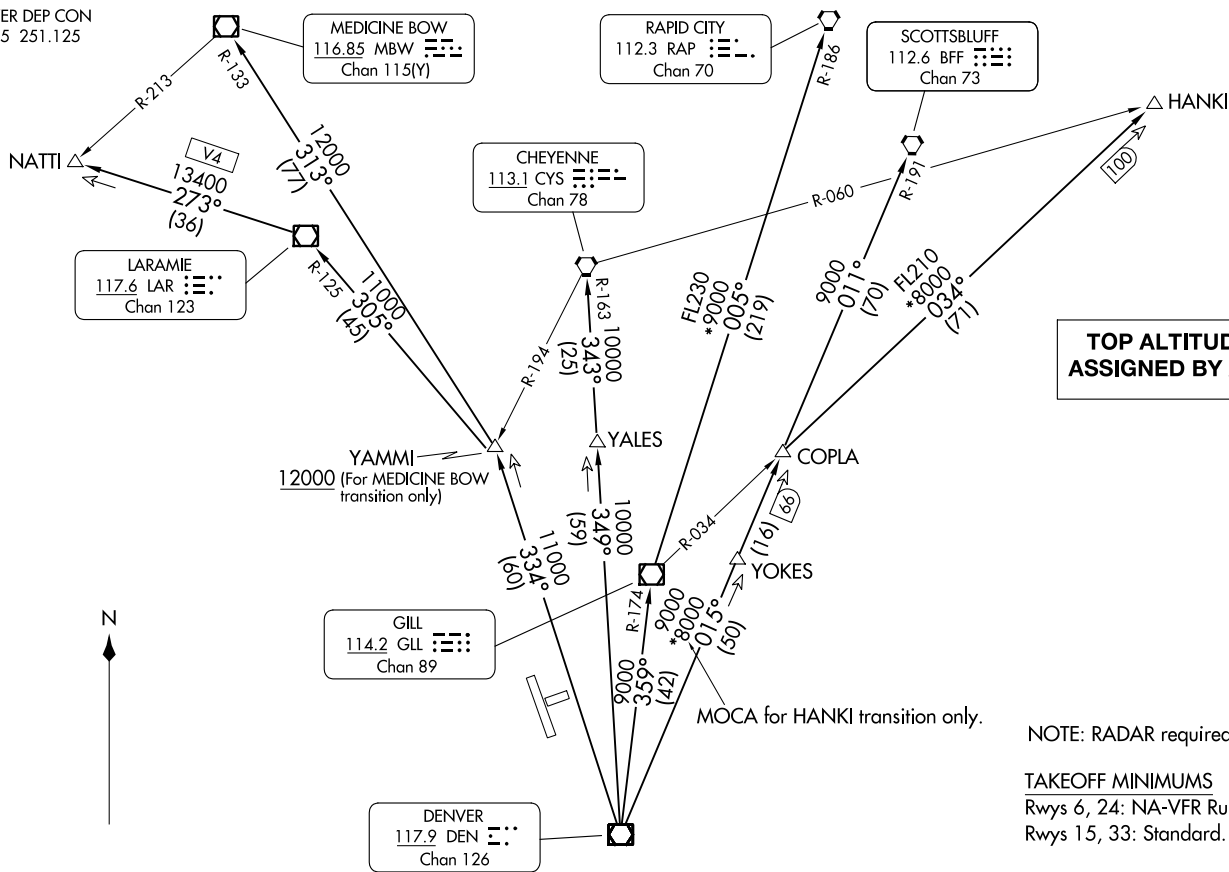 ER DEP CON
5 251.125
MEDICINE BOW
116.85 MBW
Chan 115(Y)
RAPID CITY
112.3 RAP
Chan 70
SCOTTSBLUFF
112.6 BFF
Chan 73
HANKI
R-133
R-213
R-186
NATTI
V4
13400
273°
(36)
12000
313°
(77)
CHEYENNE
113.1 CYS
Chan 78
R-060
R-191
100
LARAMIE
117.6 LAR
Chan 123
R-125
11000
305°
(45)
R-163
R-194
10000
343°
(25)
FL230
*9000
005°
(219)
9000
011°
(70)
FL210
*8000
034°
(71)
TOP ALTITUD
ASSIGNED BY
YAMMI
12000 (For MEDICINE BOW
transition only)
YALES
COPLA
11000
334°
(60)
10000
349°
(59)
R-034
(16)
66
YOKES
N
GILL
114.2 GLL
Chan 89
R-174
9000
359°
(42)
9000
*8000
015°
(50)
MOCA for HANKI transition only.
NOTE: RADAR required
TAKEOFF MINIMUMS
Rwys 6, 24: NA-VFR Ru
Rwys 15, 33: Standard.
DENVER
117.9 DEN
Chan 126